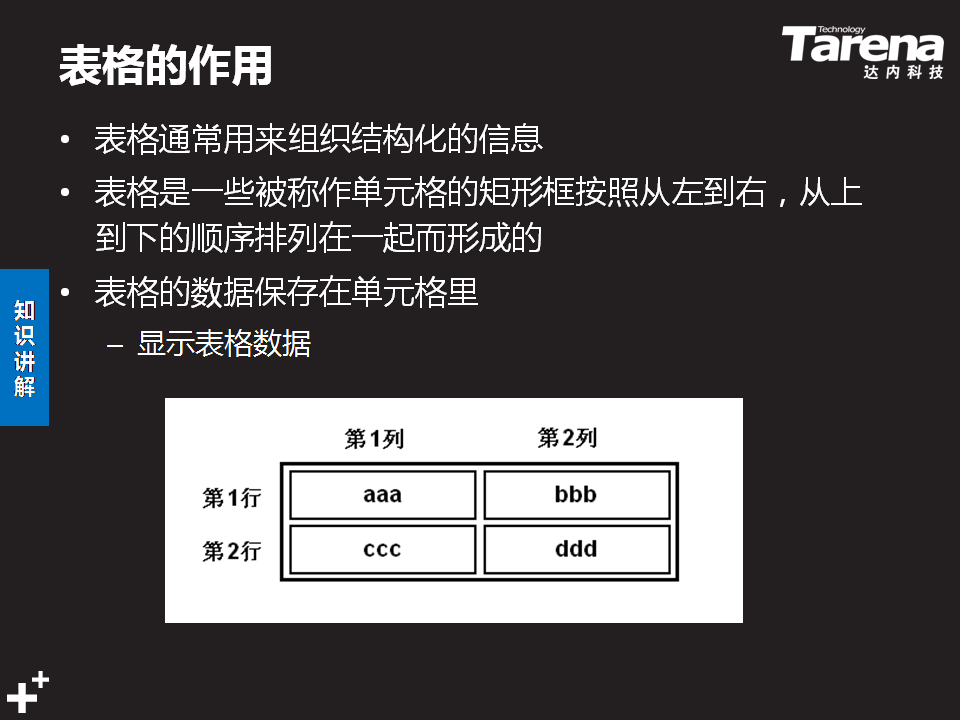 表格的作用
Technology
Tarena
达内科技
• 表格通常用来组织结构化的信息
• 表格是一些被称作单元格的矩形框按照从左到右，从上
到下的顺序排列在一起而形成的
• 表格的数据保存在单元格里
– 显示表格数据
知识讲解
第1列 第2列
第1行 aaa bbb
第2行 ccc ddd